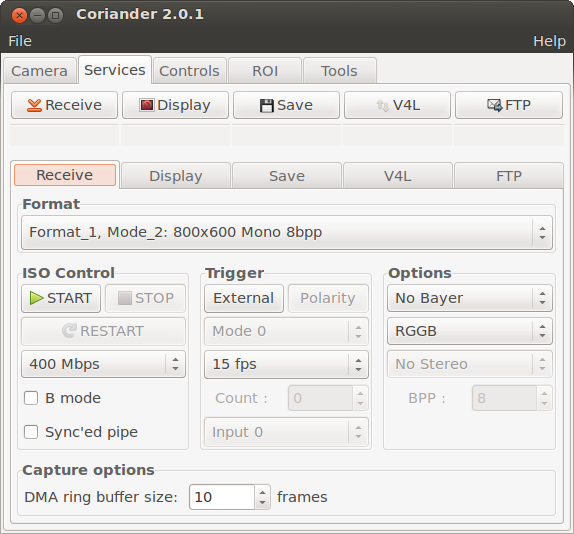 Coriander 2.0.1
File Help
Camera Services Controls ROI Tools
Receive Display Save V4L FTP
Receive Display Save V4L FTP
Format
Format_1, Mode_2: 800x600 Mono 8bpp
ISO Control Trigger Options
START STOP External Polarity No Bayer
RESTART Mode 0 RGGB
400 Mbps 15 fps No Stereo
B mode Count : 0 BPP : 8
Sync'ed pipe Input 0
Capture options
DMA ring buffer size: 10 frames